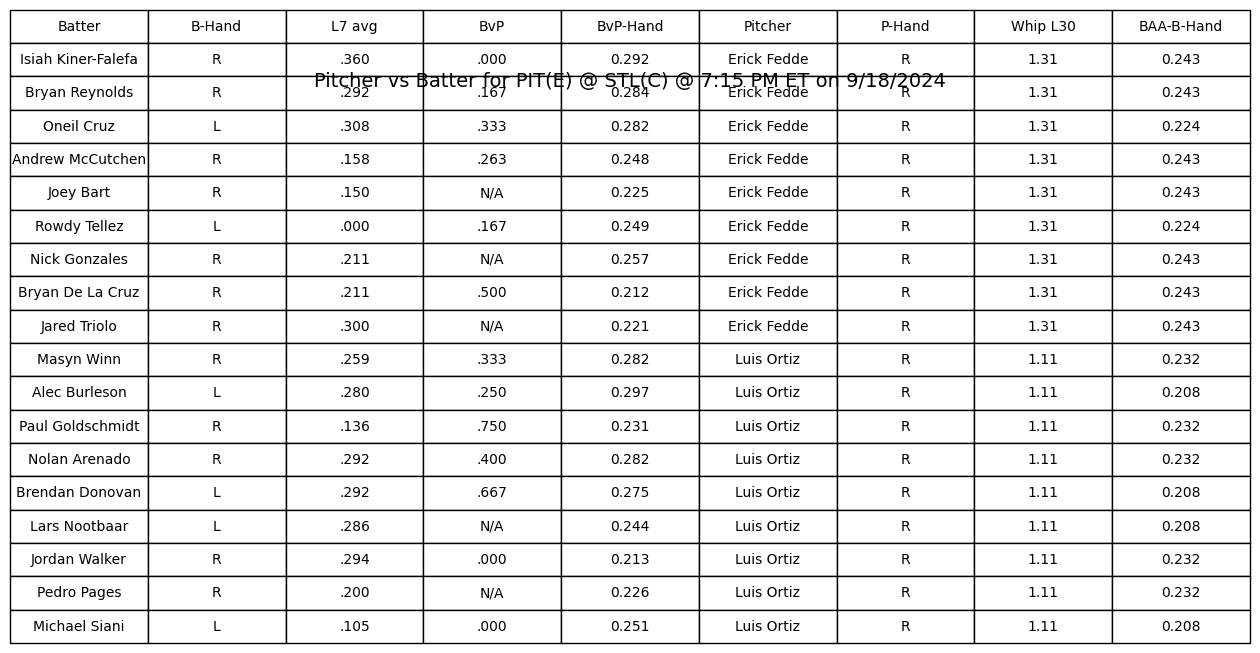 Batter B-Hand L7 avg BvP BvP-Hand Pitcher P-Hand Whip L30 BAA-B-Hand
Isiah Kiner-Falefa R .360 .000 0.292 Erick Fedde R 1.31 0.243
Pitcher vs Batter for PIT(E) @ STL(C) @ 7:15 PM ET on 9/18/2024
Bryan Reynolds R .292 .167 0.284 Erick Fedde R 1.31 0.243
Oneil Cruz L .308 .333 0.282 Erick Fedde R 1.31 0.224
Andrew McCutchen R .158 .263 0.248 Erick Fedde R 1.31 0.243
Joey Bart R .150 N/A 0.225 Erick Fedde R 1.31 0.243
Rowdy Tellez L .000 .167 0.249 Erick Fedde R 1.31 0.224
Nick Gonzales R .211 N/A 0.257 Erick Fedde R 1.31 0.243
Bryan De La Cruz R .211 .500 0.212 Erick Fedde R 1.31 0.243
Jared Triolo R .300 N/A 0.221 Erick Fedde R 1.31 0.243
Masyn Winn R .259 .333 0.282 Luis Ortiz R 1.11 0.232
Alec Burleson L .280 .250 0.297 Luis Ortiz R 1.11 0.208
Paul Goldschmidt R .136 .750 0.231 Luis Ortiz R 1.11 0.232
Nolan Arenado R .292 .400 0.282 Luis Ortiz R 1.11 0.232
Brendan Donovan L .292 .667 0.275 Luis Ortiz R 1.11 0.208
Lars Nootbaar L .286 N/A 0.244 Luis Ortiz R 1.11 0.208
Jordan Walker R .294 .000 0.213 Luis Ortiz R 1.11 0.232
Pedro Pages R .200 N/A 0.226 Luis Ortiz R 1.11 0.232
Michael Siani L .105 .000 0.251 Luis Ortiz R 1.11 0.208